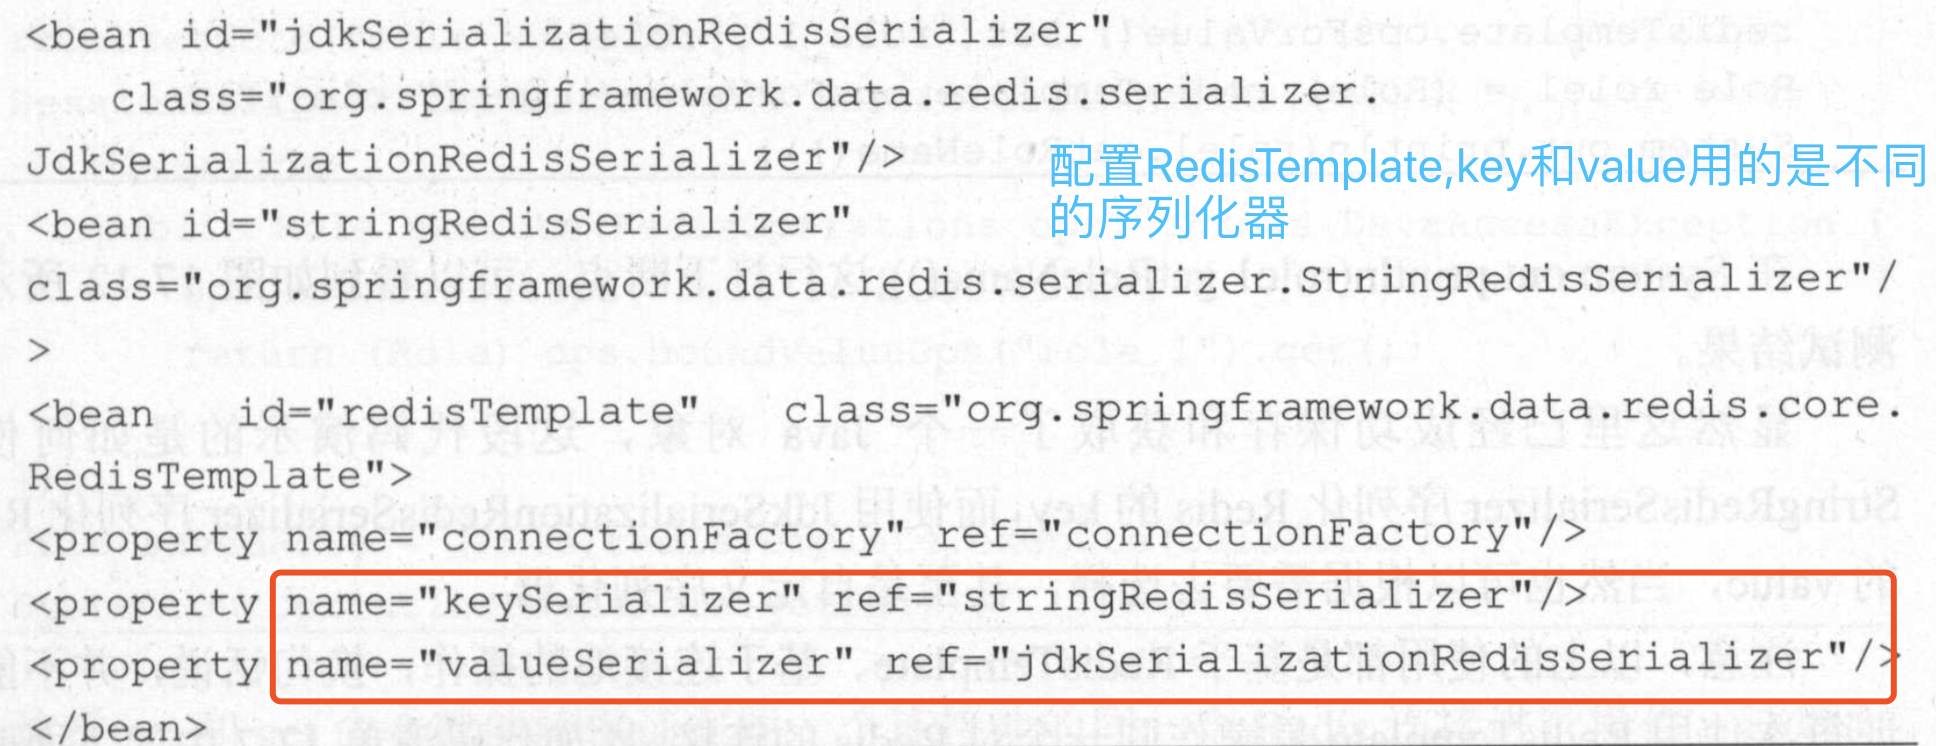 <bean id="jdkSerializationRedisSerializer"
class="org.springframework.data.redis.serializer.
JdkSerializationRedisSerializer"/>
配置RedisTemplate,key和value用的是不同
的序列化器
<bean id="stringRedisSerializer"
class="org.springframework.data.redis.serializer.StringRedisSerializer"/
>
<bean id="redisTemplate" class="org.springframework.data.redis.core.
RedisTemplate">
<property name="connectionFactory" ref="connectionFactory"/>
<property name="keySerializer" ref="stringRedisSerializer"/>
<property name="valueSerializer" ref="jdkSerializationRedisSerializer"/>
</bean>